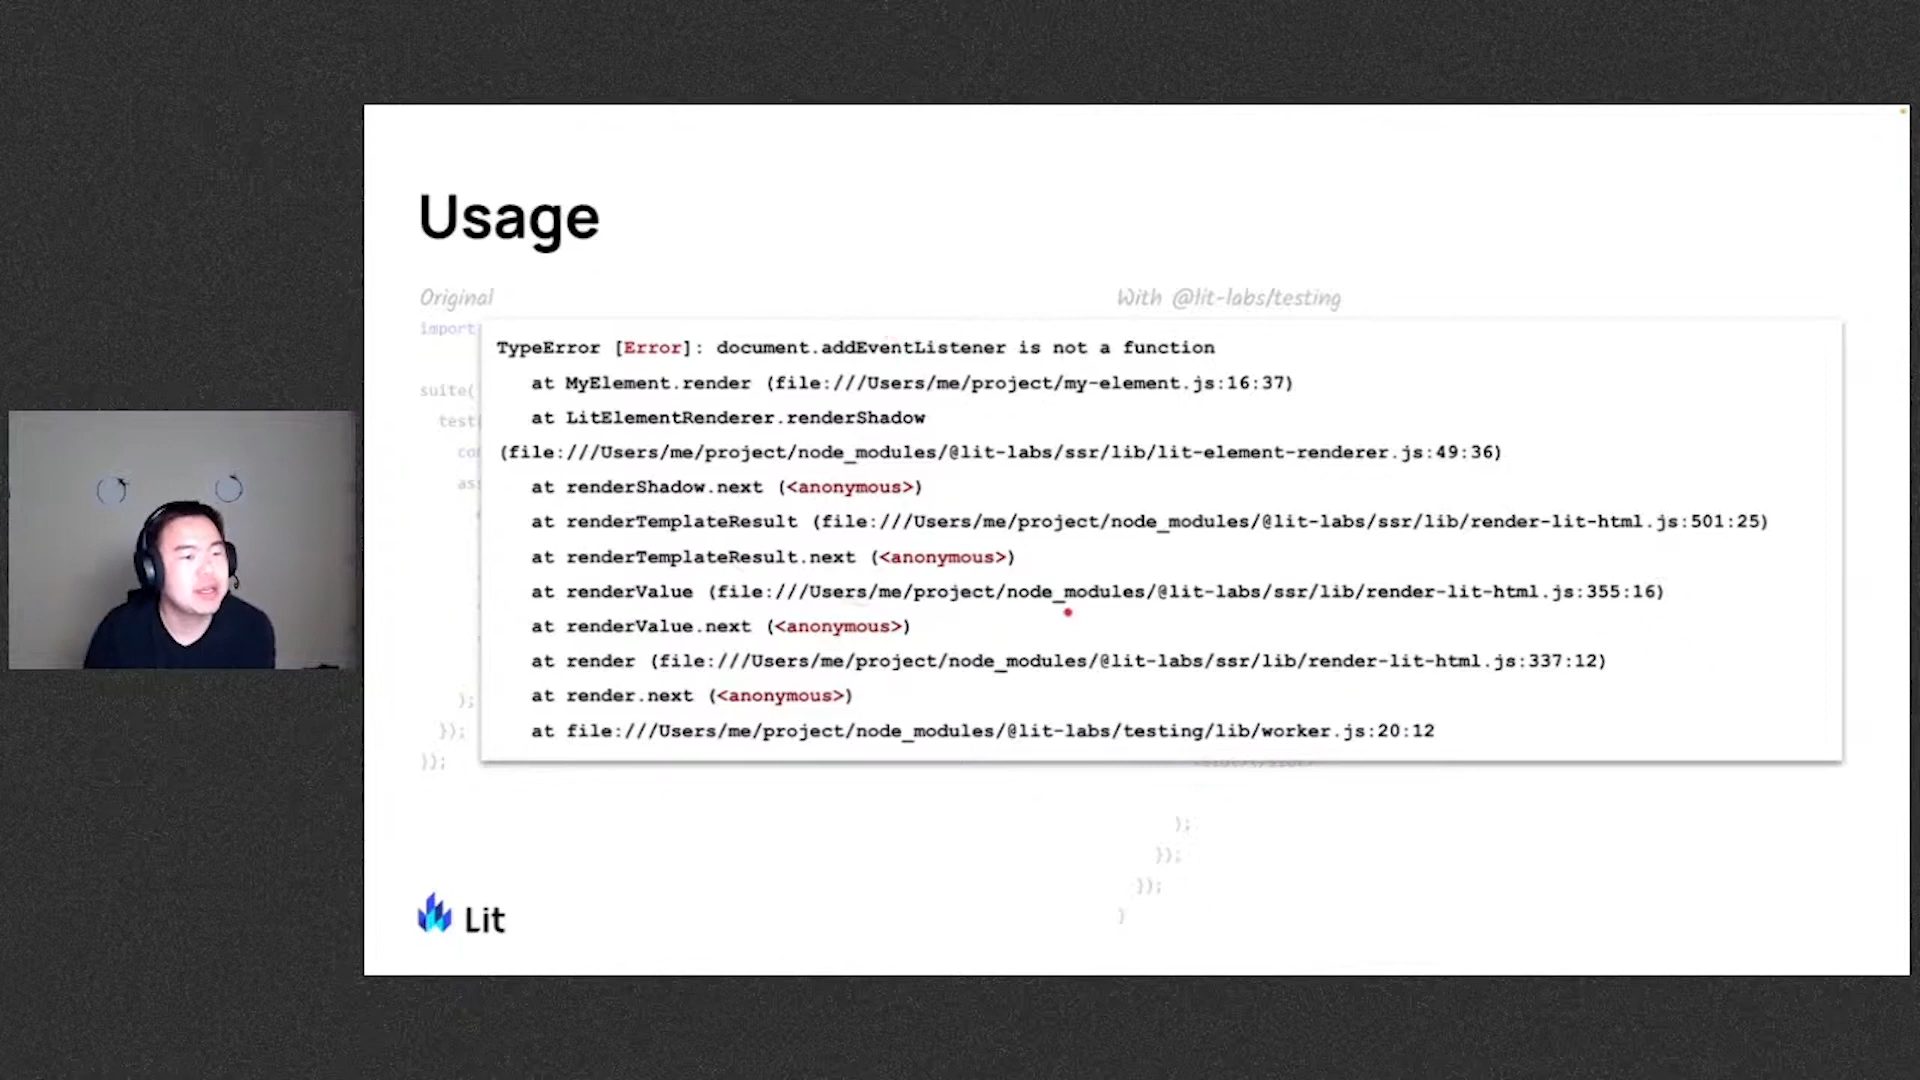 Usage
Original
With @lit-labs/testing
import
suite(
test(
TypeError [Error]: document.addEventListener is not a function
at MyElement.render (file:///Users/me/project/my-element.js:16:37)
at LitElementRenderer.renderShadow
(file:///Users/me/project/node_modules/@lit-labs/ssr/lib/lit-element-renderer.js:49:36)
at renderShadow.next (<anonymous>)
at renderTemplateResult (file:///Users/me/project/node_modules/@lit-labs/ssr/lib/render-lit-html.js:501:25)
at renderTemplateResult.next (<anonymous>)
at renderValue (file:///Users/me/project/node_modules/@lit-labs/ssr/lib/render-lit-html.js:355:16)
at renderValue.next (<anonymous>)
at render (file:///Users/me/project/node_modules/@lit-labs/ssr/lib/render-lit-html.js:337:12)
at render.next (<anonymous>)
at file:///Users/me/project/node_modules/@lit-labs/testing/lib/worker.js:20:12
);
});
});
);
});
});
}
Lit